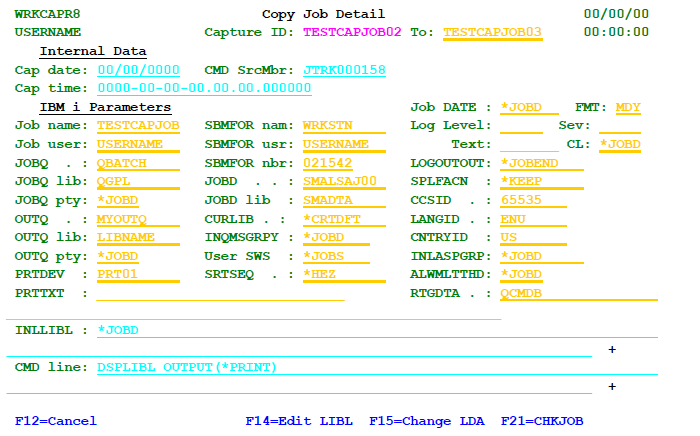 WRKCAPR8 Copy Job Detail 00/00/00
USERNAME Capture ID: TESTCAPJOB02 To: TESTCAPJOB03 00:00:00
Internal Data
Cap date: 00/00/0000 CMD SrcMbr: JTRK000158
Cap time: 0000-00-00-00.00.00.000000
IBM i Parameters Job DATE : *JOBD FMT: MDY
Job name: TESTCAPJOB SBMFOR nam: WRKSTN Log Level: Sev:
Job user: USERNAME SBMFOR usr: USERNAME Text: CL: *JOBD
JOBQ . : QBATCH SBMFOR nbr: 021542 LOGOUTOUT: *JOBEND
JOBQ lib: QGPL JOBD . . : SMALSAJ00 SPLFACN : *KEEP
JOBQ pty: *JOBD JOBD lib : SMADTA CCSID . : 65535
OUTQ . : MYOUTQ CURLIB . : *CRTDFT LANGID . : ENU
OUTQ lib: LIBNAME INQMSGRPY : *JOBD CNTRYID : US
OUTQ pty: *JOBD User SWS : *JOBS INLASPGRP: *JOBD
PRTDEV : PRT01 SRTSEQ . : *HEZ ALWMLTTHD: *JOBD
PRTTXT : RTGDTA . : QCMDB
INLLIBL : *JOBD
+
CMD line: DSPLIBL OUTPUT(*PRINT)
+
F12=Cancel F14=Edit LIBL F15=Change LDA F21=CHKJOB